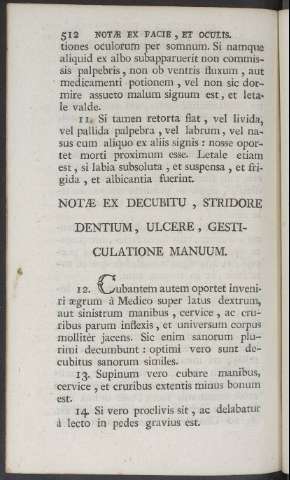 512 NOTÆ EX FACIE , ET OCULIS.
tiones oculorum per somnum. Si namque
aliquid ex albo subapparuerit non commis-
sis palpebris , non ob ventris fluxum , aut
medicamenti potionem , vel non sic dor-
mire assueto malum signum est , et leta-
le valde.
11. Si tamen retorta fiat , vel livida,
vel pallida palpebra , vel labrum , vel na-
sus cum aliquo ex aliis signis : nosse opor-
tet morti proximum esse. Letale etiam
est , si labia subsoluta , et suspensa , et fri-
gida , et albicantia fuerint.
NOTÆ EX DECUBITU , STRIDORE
DENTIUM , ULCERE , GESTI-
CULATIONE MANUUM.
12. Cubantem autem oportet inveni-
ri ægrum à Medico super latus dextrum,
aut sinistrum manibus , cervice , ac cru-
ribus parum inflexis , et universum corpus
mollitèr jacens. Sic enim sanorum plu-
rimi decumbunt : optimi vero sunt de-
cubitus sanorum similes.
13. Supinum vero cubare manibus,
cervice , et cruribus extentis minus bonum
est.
14. Si vero proclivis sit , ac delabatur
à lecto in pedes gravius est.